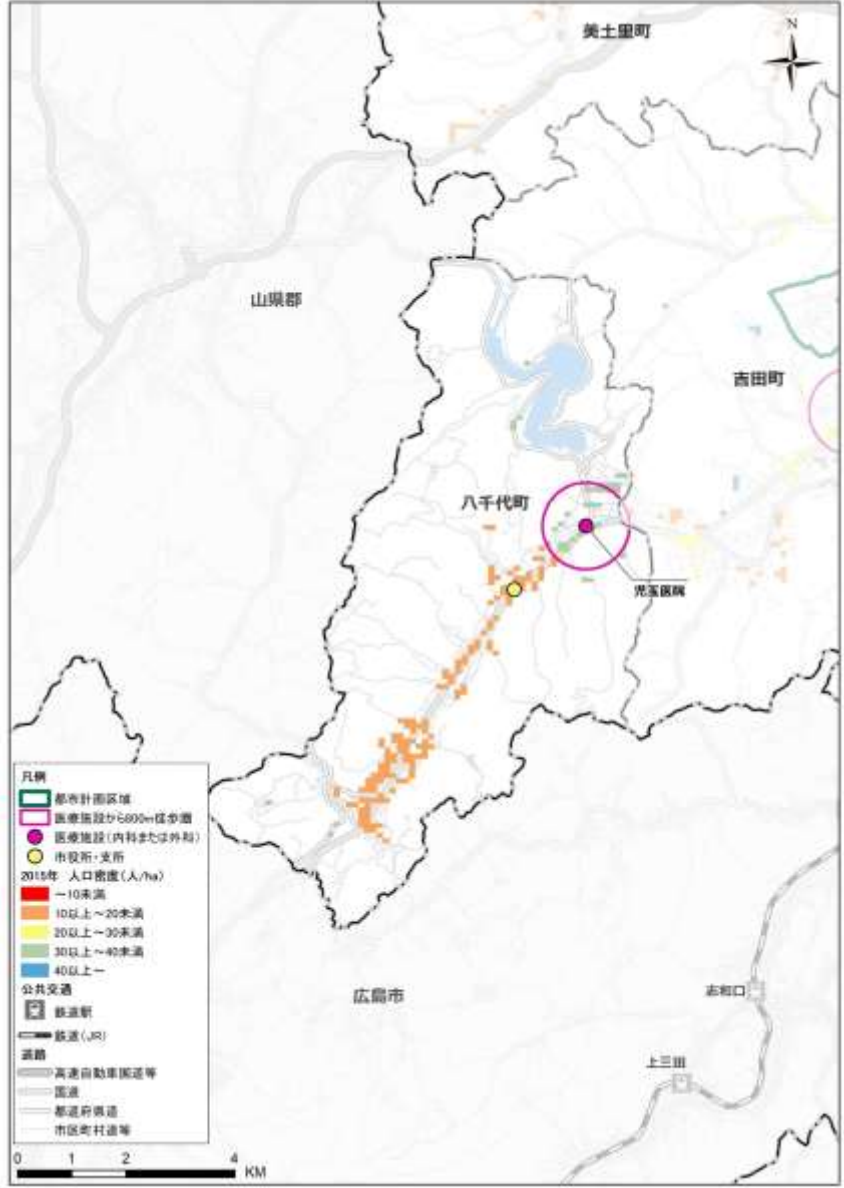 美土里町
N
山県郡
吉田町
八千代町
児玉医院
凡例
都市計画区域
医療施設から800m徒歩圏
医療施設(内科または外科)
市役所・支所
2015年 人口密度(人/ha)
~10未満
10以上~20未満
20以上~30未満
30以上~40未満
40以上~
公共交通
鉄道駅
鉄道(JR)
道路
高速自動車国道等
国道
都道府県道
市区町村道等
広島市
志和口
上三田
0 1 2 4 KM